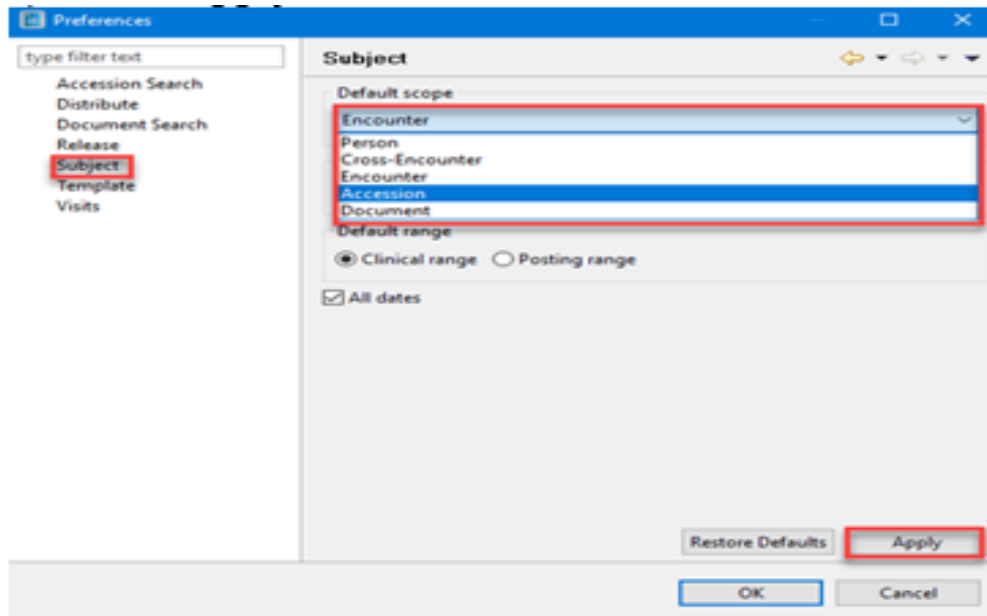 Preferences
type filter text
Accession Search
Distribute
Document Search
Release
Subject
Template
Visits
Subject
Default scope
Encounter
Person
Cross-Encounter
Encounter
Accession
Document
Default range
Clinical range Posting range
All dates
Restore Defaults Apply
OK Cancel